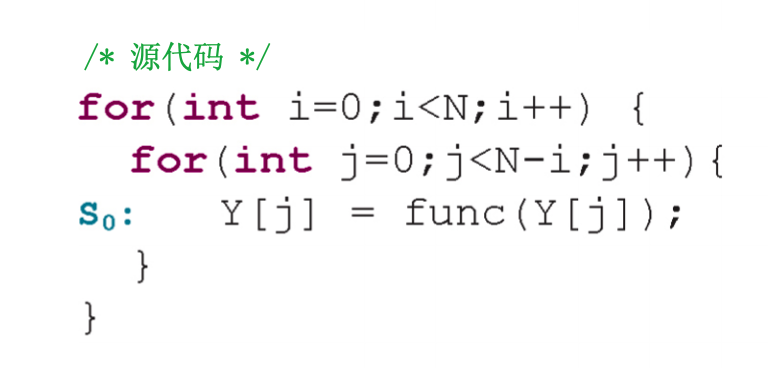 /* 源代码 */
for(int i=0;i<N;i++) {
for(int j=0;j<N-i;j++){
S₀: Y[j] = func(Y[j]);
}
}